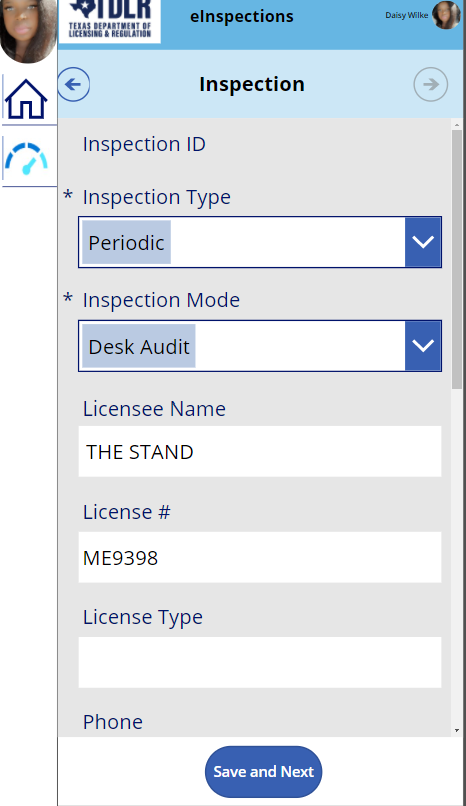 TDLR
TEXAS DEPARTMENT OF
LICENSING & REGULATION
eInspections
Daisy Wilke
Inspection
Inspection ID
* Inspection Type
Periodic
* Inspection Mode
Desk Audit
Licensee Name
THE STAND
License #
ME9398
License Type
Phone
Save and Next